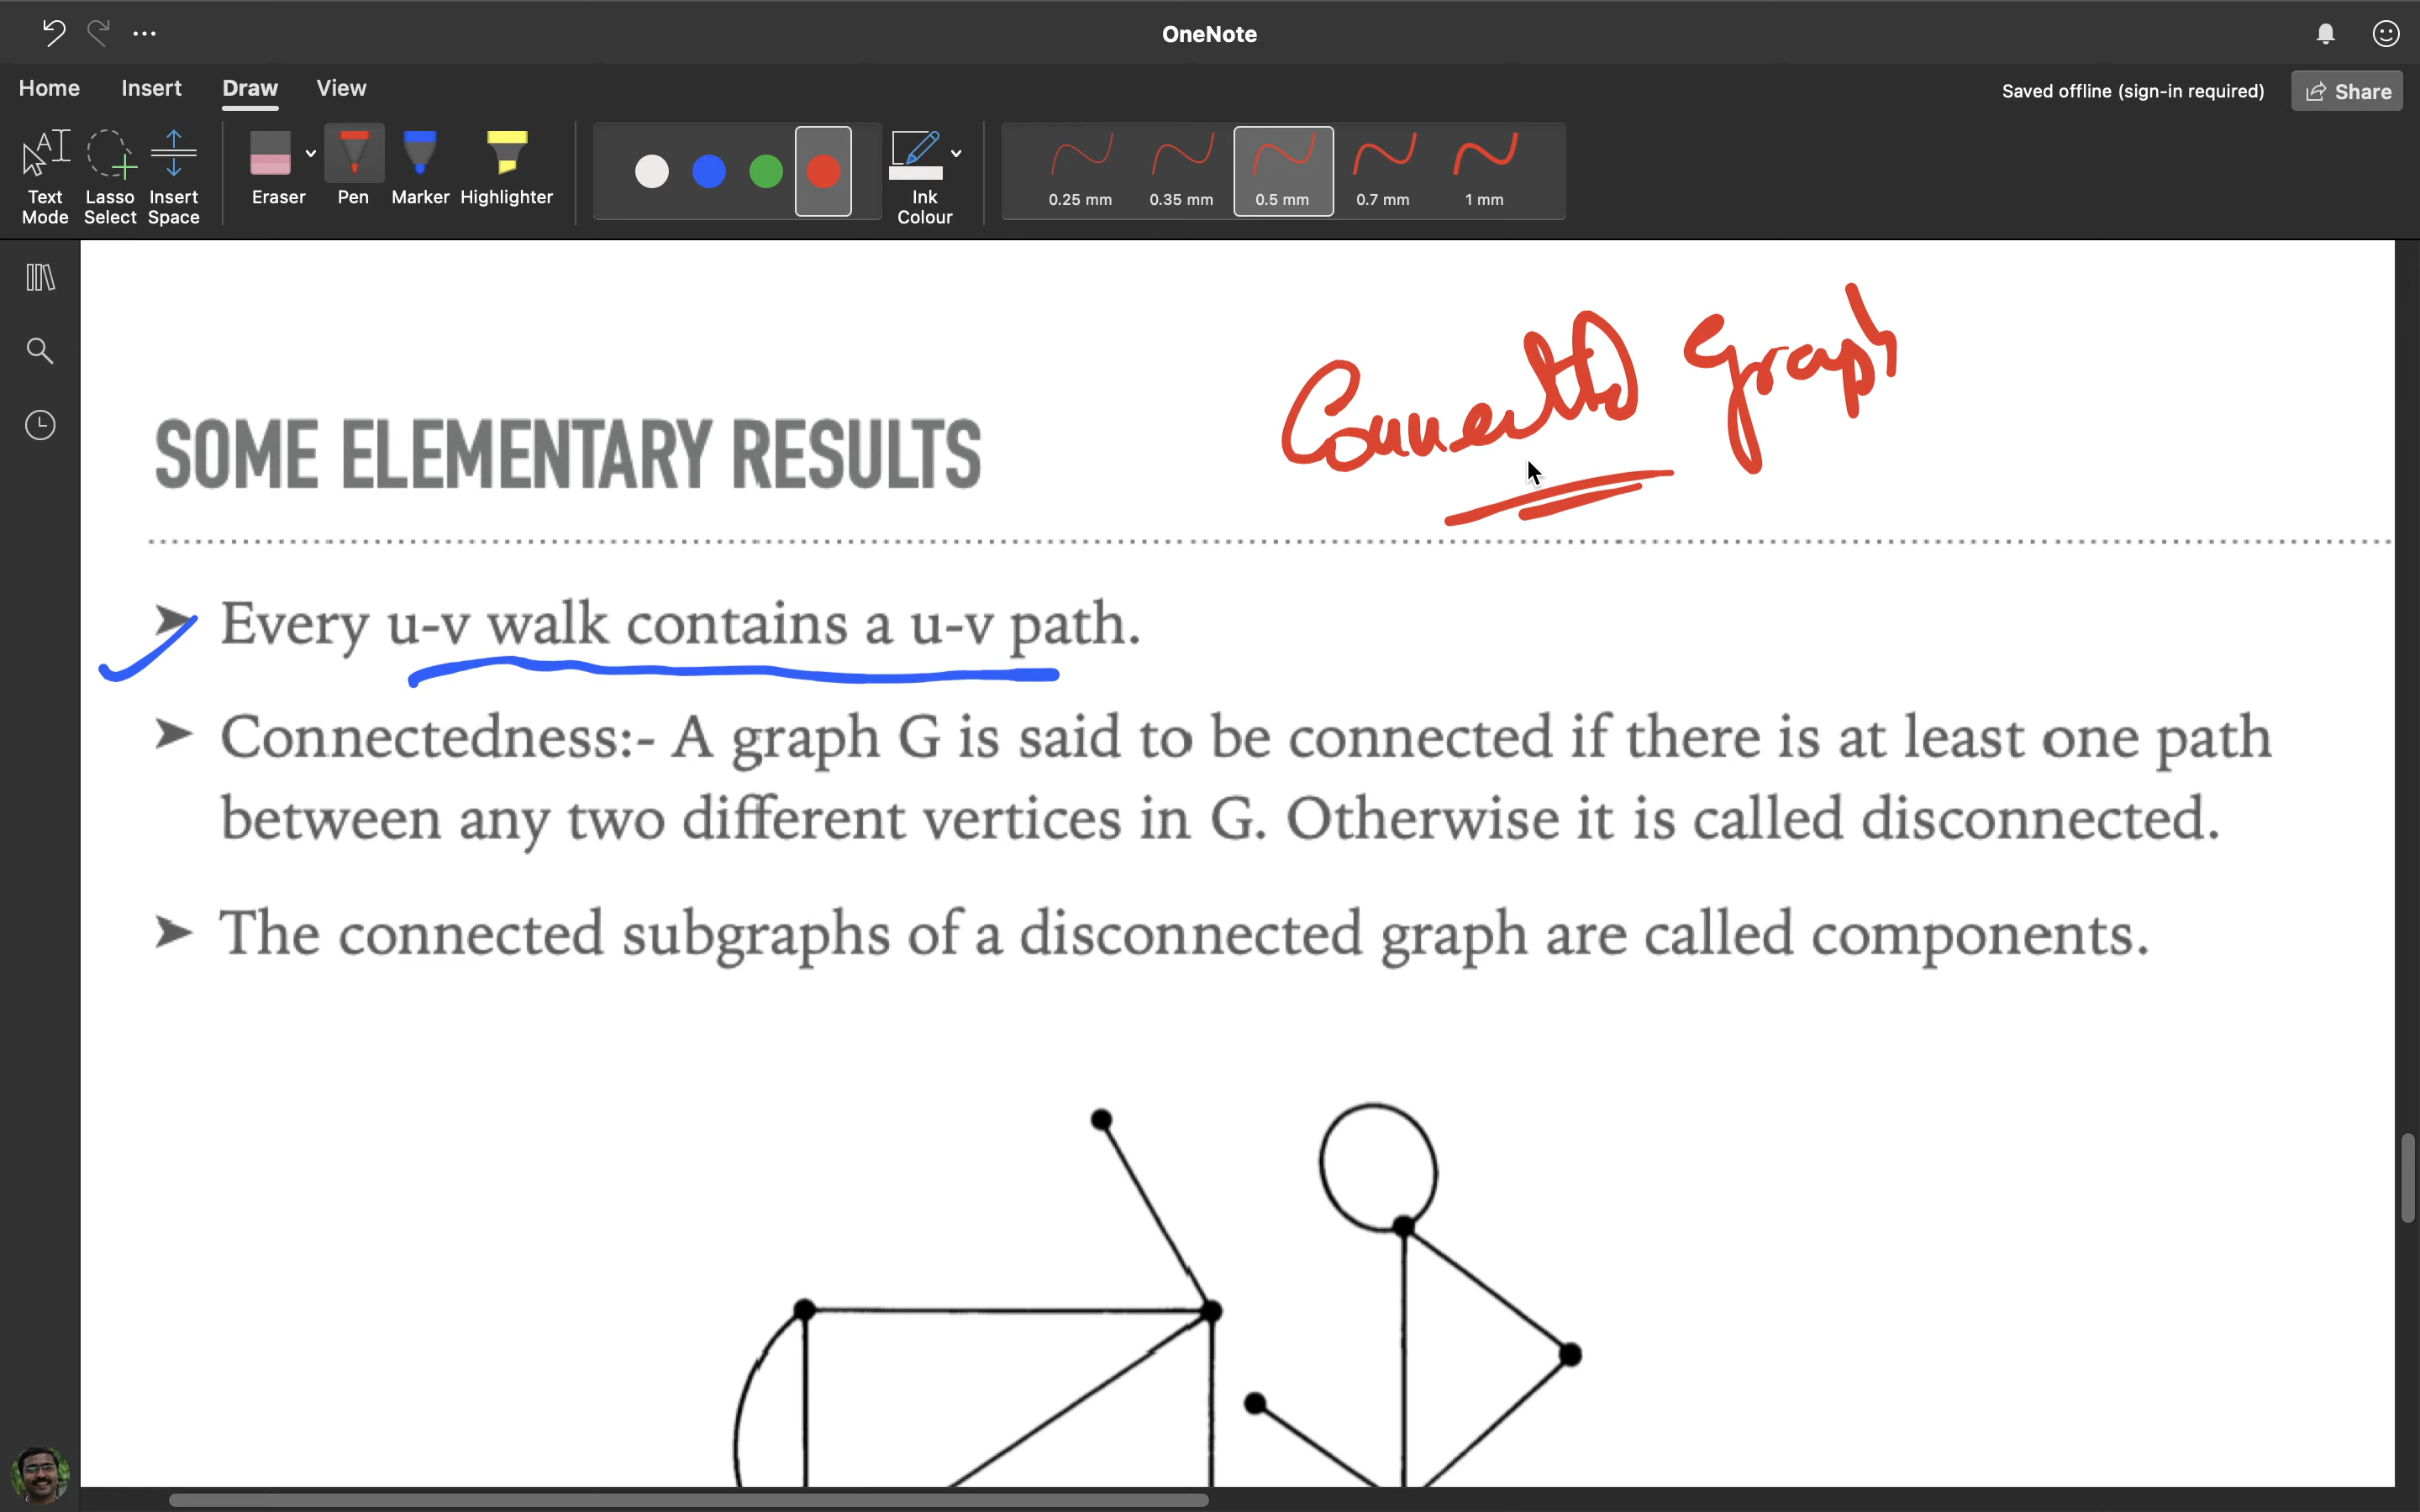 OneNote
Home Insert Draw View
Saved offline (sign-in required) Share
Text Mode
Lasso Select
Insert Space
Eraser
Pen
Marker
Highlighter
Ink Colour
0.25 mm 0.35 mm 0.5 mm 0.7 mm 1 mm
Connected graph
SOME ELEMENTARY RESULTS
➤ Every u-v walk contains a u-v path.
➤ Connectedness:- A graph G is said to be connected if there is at least one path
between any two different vertices in G. Otherwise it is called disconnected.
➤ The connected subgraphs of a disconnected graph are called components.